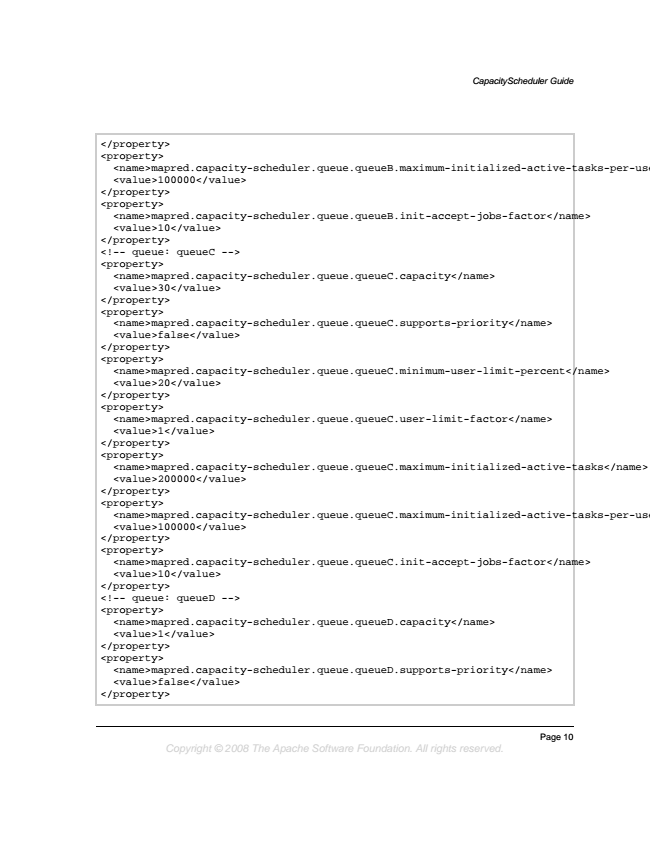 CapacityScheduler Guide
</property>
<property>
  <name>mapred.capacity-scheduler.queue.queueB.maximum-initialized-active-tasks-per-use
  <value>100000</value>
</property>
<property>
  <name>mapred.capacity-scheduler.queue.queueB.init-accept-jobs-factor</name>
  <value>10</value>
</property>
<!-- queue: queueC -->
<property>
  <name>mapred.capacity-scheduler.queue.queueC.capacity</name>
  <value>30</value>
</property>
<property>
  <name>mapred.capacity-scheduler.queue.queueC.supports-priority</name>
  <value>false</value>
</property>
<property>
  <name>mapred.capacity-scheduler.queue.queueC.minimum-user-limit-percent</name>
  <value>20</value>
</property>
<property>
  <name>mapred.capacity-scheduler.queue.queueC.user-limit-factor</name>
  <value>1</value>
</property>
<property>
  <name>mapred.capacity-scheduler.queue.queueC.maximum-initialized-active-tasks</name>
  <value>200000</value>
</property>
<property>
  <name>mapred.capacity-scheduler.queue.queueC.maximum-initialized-active-tasks-per-use
  <value>100000</value>
</property>
<property>
  <name>mapred.capacity-scheduler.queue.queueC.init-accept-jobs-factor</name>
  <value>10</value>
</property>
<!-- queue: queueD -->
<property>
  <name>mapred.capacity-scheduler.queue.queueD.capacity</name>
  <value>1</value>
</property>
<property>
  <name>mapred.capacity-scheduler.queue.queueD.supports-priority</name>
  <value>false</value>
</property>
Page 10
Copyright © 2008 The Apache Software Foundation. All rights reserved.